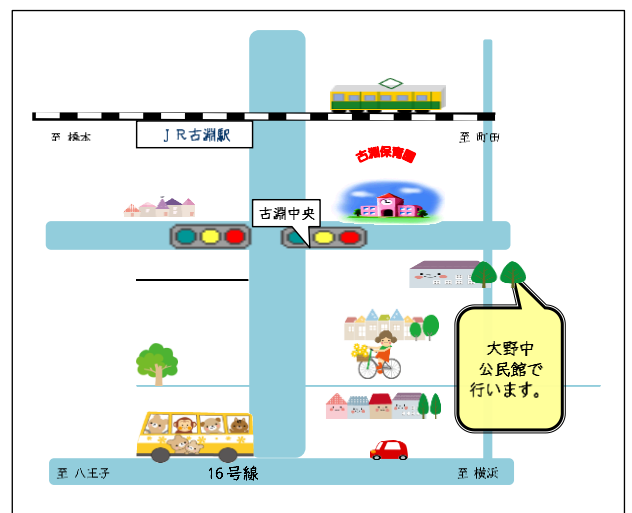 至 橋本
ＪＲ古淵駅
至 町田
古淵保育園
古淵中央
大野中
公民館で
行います。
至 八王子
16号線
至 横浜